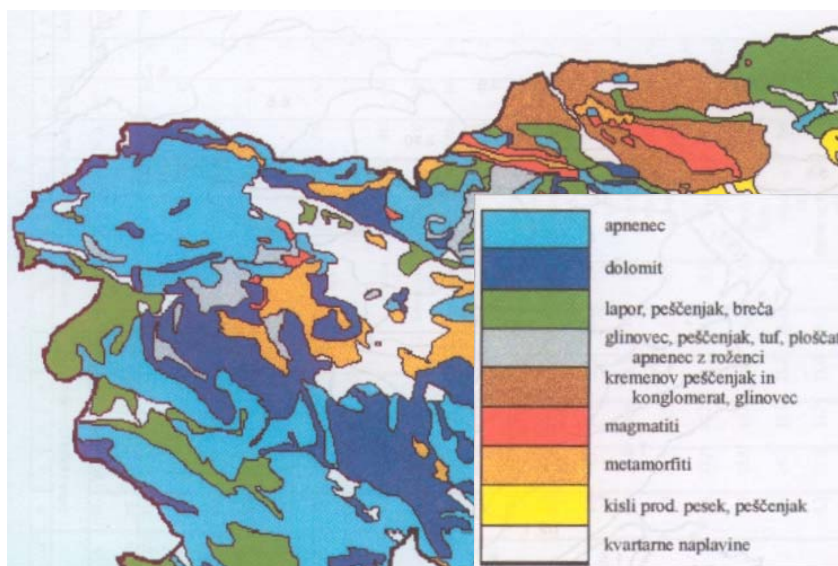 apnenec
dolomit
lapor, peščenjak, breča
glinovec, peščenjak, tuf, ploščat
apnenec z roženci
kremenov peščenjak in
konglomerat, glinovec
magmatiti
metamorfiti
kisli prod. pesek, peščenjak
kvartarne naplavine